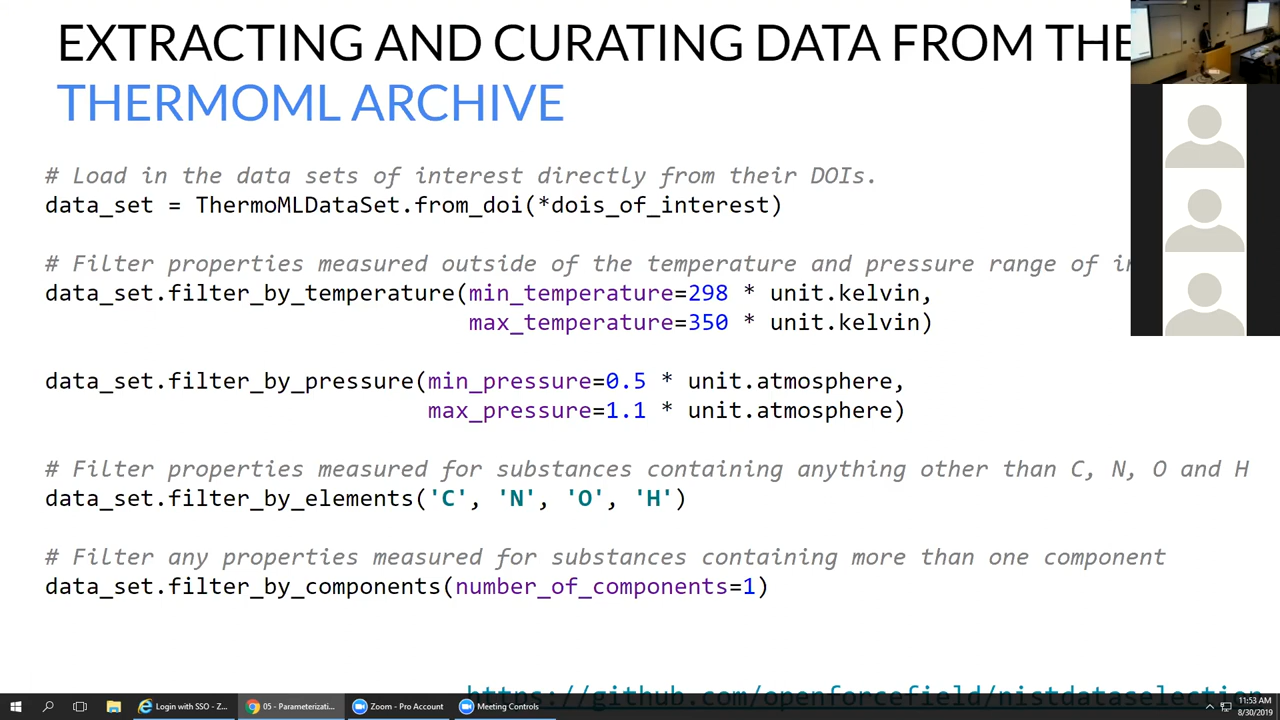 EXTRACTING AND CURATING DATA FROM THE
THERMOML ARCHIVE
# Load in the data sets of interest directly from their DOIs.
data_set = ThermoMLDataSet.from_doi(*dois_of_interest)
# Filter properties measured outside of the temperature and pressure range of
data_set.filter_by_temperature(min_temperature=298 * unit.kelvin,
max_temperature=350 * unit.kelvin)
data_set.filter_by_pressure(min_pressure=0.5 * unit.atmosphere,
max_pressure=1.1 * unit.atmosphere)
# Filter properties measured for substances containing anything other than C, N, O and H
data_set.filter_by_elements('C', 'N', 'O', 'H')
# Filter any properties measured for substances containing more than one component
data_set.filter_by_components(number_of_components=1)
https://github.com/openforcefield/nistdataselection
Login with SSO - Z...
05 - Parameterizati...
Zoom - Pro Account
Meeting Controls
11:53 AM
8/30/2019